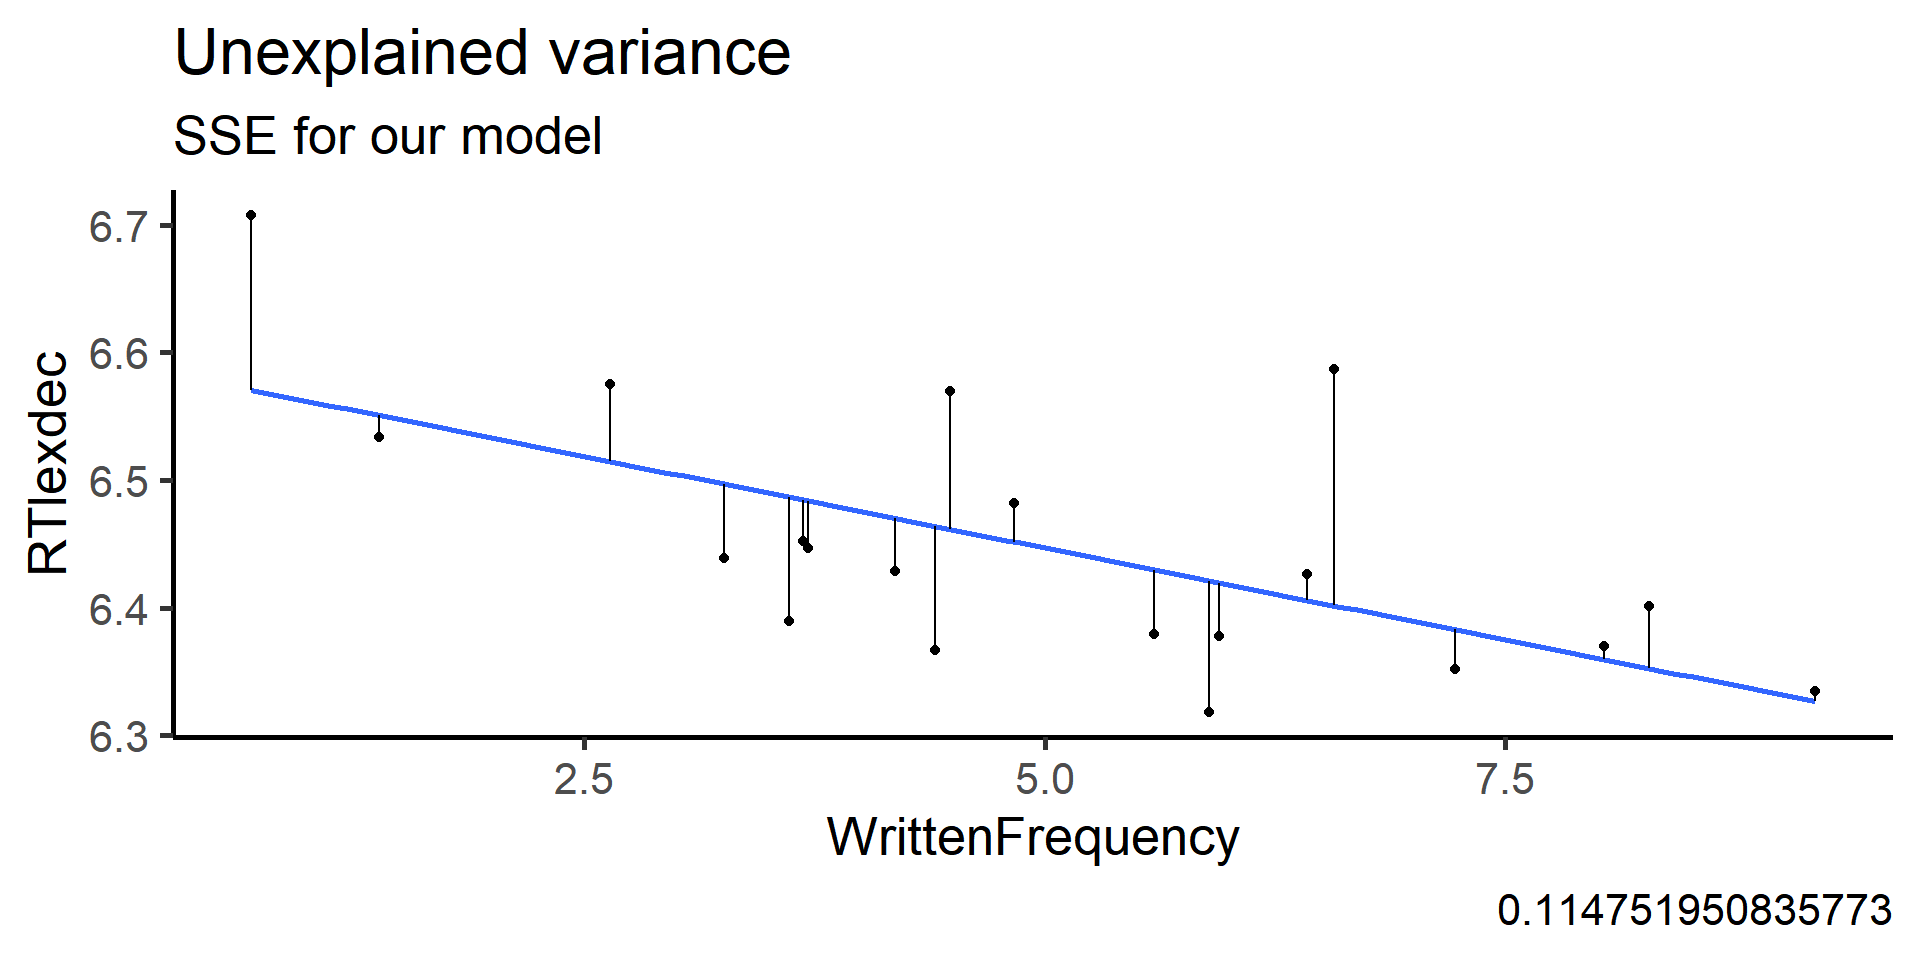 Unexplained variance
SSE for our model
RTlexdec
6.7
6.6
6.5
6.4
6.3
2.5 5.0 7.5
WrittenFrequency
0.114751950835773